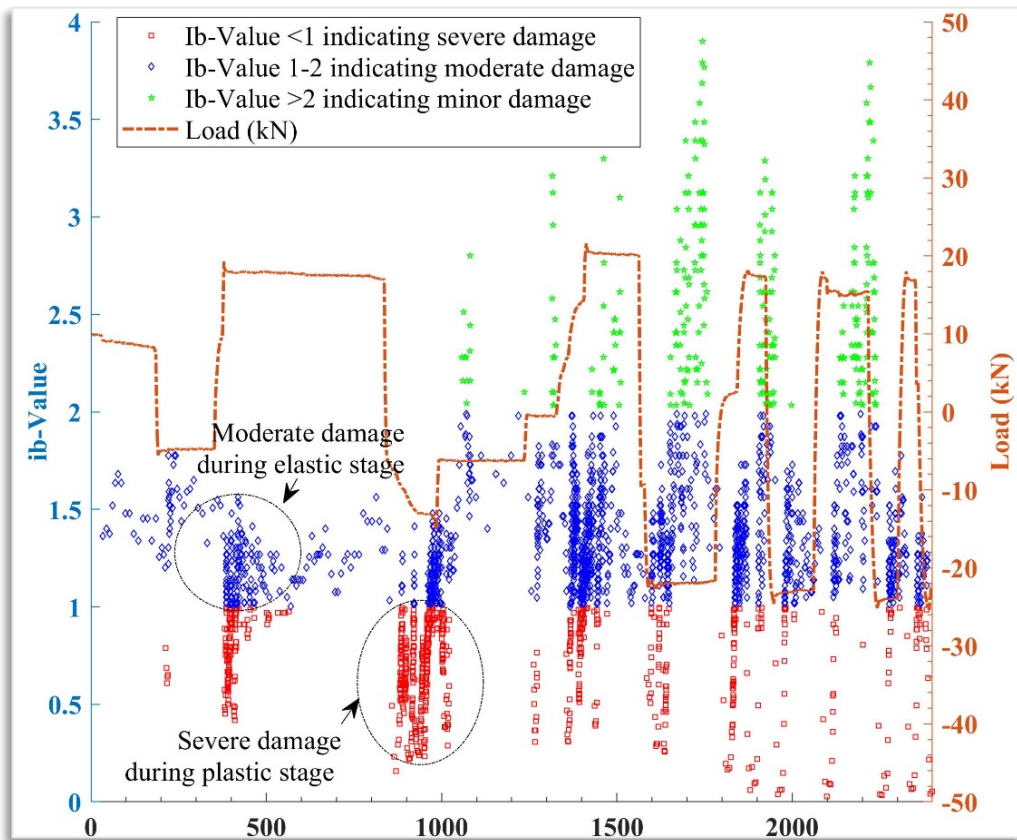 Ib-Value <1 indicating severe damage
Ib-Value 1-2 indicating moderate damage
Ib-Value >2 indicating minor damage
Load (kN)
4
3.5
3
2.5
2
1.5
1
0.5
0
ib-Value
50
40
30
20
10
0
-10
-20
-30
-40
-50
Load (kN)
Moderate damage
during elastic stage
Severe damage
during plastic stage
0
500
1000
1500
2000